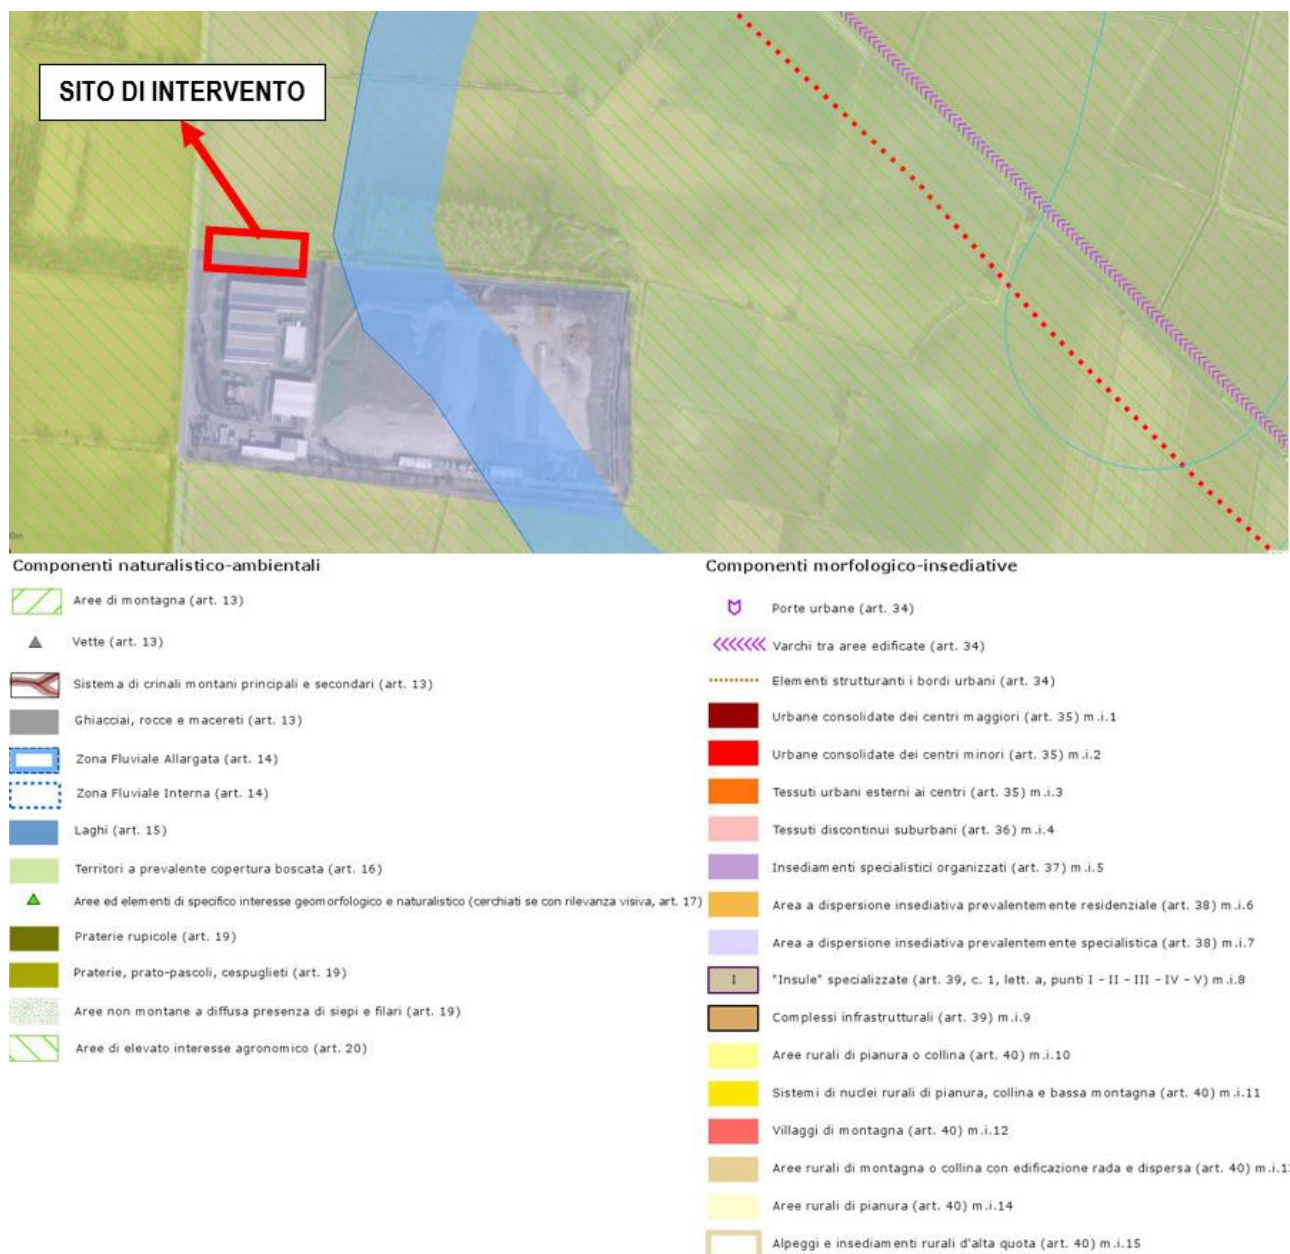 SITO DI INTERVENTO
0m
Componenti naturalistico-ambientali
Aree di montagna (art. 13)
Vette (art. 13)
Sistema di crinali montani principali e secondari (art. 13)
Ghiacciai, rocce e macereti (art. 13)
Zona Fluviale Allargata (art. 14)
Zona Fluviale Interna (art. 14)
Laghi (art. 15)
Territori a prevalente copertura boscata (art. 16)
Aree ed elementi di specifico interesse geomorfologico e naturalistico (cerchiati se con rilevanza visiva, art. 17)
Praterie rupicole (art. 19)
Praterie, prato-pascoli, cespuglieti (art. 19)
Aree non montane a diffusa presenza di siepi e filari (art. 19)
Aree di elevato interesse agronomico (art. 20)
Componenti morfologico-insediative
Porte urbane (art. 34)
Varchi tra aree edificate (art. 34)
Elementi strutturanti i bordi urbani (art. 34)
Urbane consolidate dei centri maggiori (art. 35) m.i.1
Urbane consolidate dei centri minori (art. 35) m.i.2
Tessuti urbani esterni ai centri (art. 35) m.i.3
Tessuti discontinui suburbani (art. 36) m.i.4
Insediamenti specialistici organizzati (art. 37) m.i.5
Area a dispersione insediativa prevalentemente residenziale (art. 38) m.i.6
Area a dispersione insediativa prevalentemente specialistica (art. 38) m.i.7
I "Insule" specializzate (art. 39, c. 1, lett. a, punti I - II - III - IV - V) m.i.8
Complessi infrastrutturali (art. 39) m.i.9
Aree rurali di pianura o collina (art. 40) m.i.10
Sistemi di nuclei rurali di pianura, collina e bassa montagna (art. 40) m.i.11
Villaggi di montagna (art. 40) m.i.12
Aree rurali di montagna o collina con edificazione rada e dispersa (art. 40) m.i.1
Aree rurali di pianura (art. 40) m.i.14
Alpeggi e insediamenti rurali d'alta quota (art. 40) m.i.15